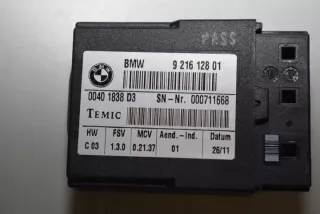 PASS
BMW 9 216 128 01
0040 1838 D3 SN-Nr. 000711668
TEMIC
HW FSV MCV Aend.-Ind. Datum
C 03 1.3.0 0.21.37 01 26/11